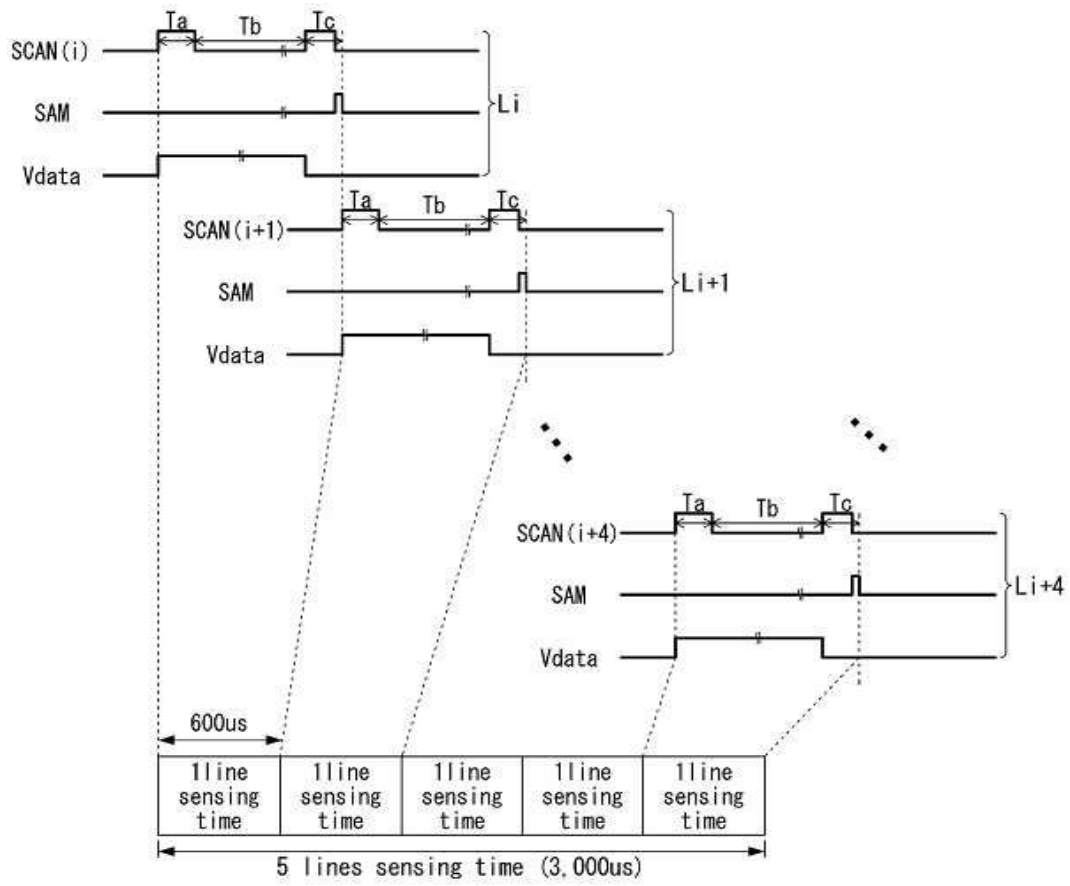 Ta Tb Tc
SCAN(i)
SAM
Vdata
Li
Ta Tb Tc
SCAN(i+1)
SAM
Vdata
Li+1
Ta Tb Tc
SCAN(i+4)
SAM
Vdata
Li+4
600us
1line sensing time
1line sensing time
1line sensing time
1line sensing time
1line sensing time
5 lines sensing time (3,000us)